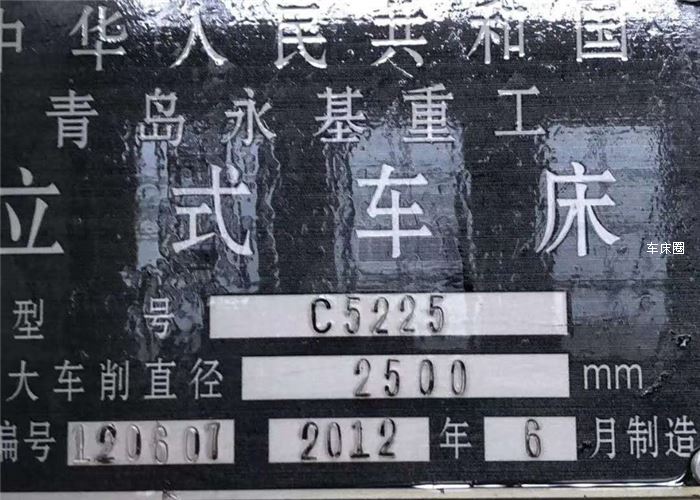 中华人民共和国
青岛永基重工
立式车床
车床圈
型号 C5225
大车削直径 2500 mm
编号 120607 2012 年 6 月制造